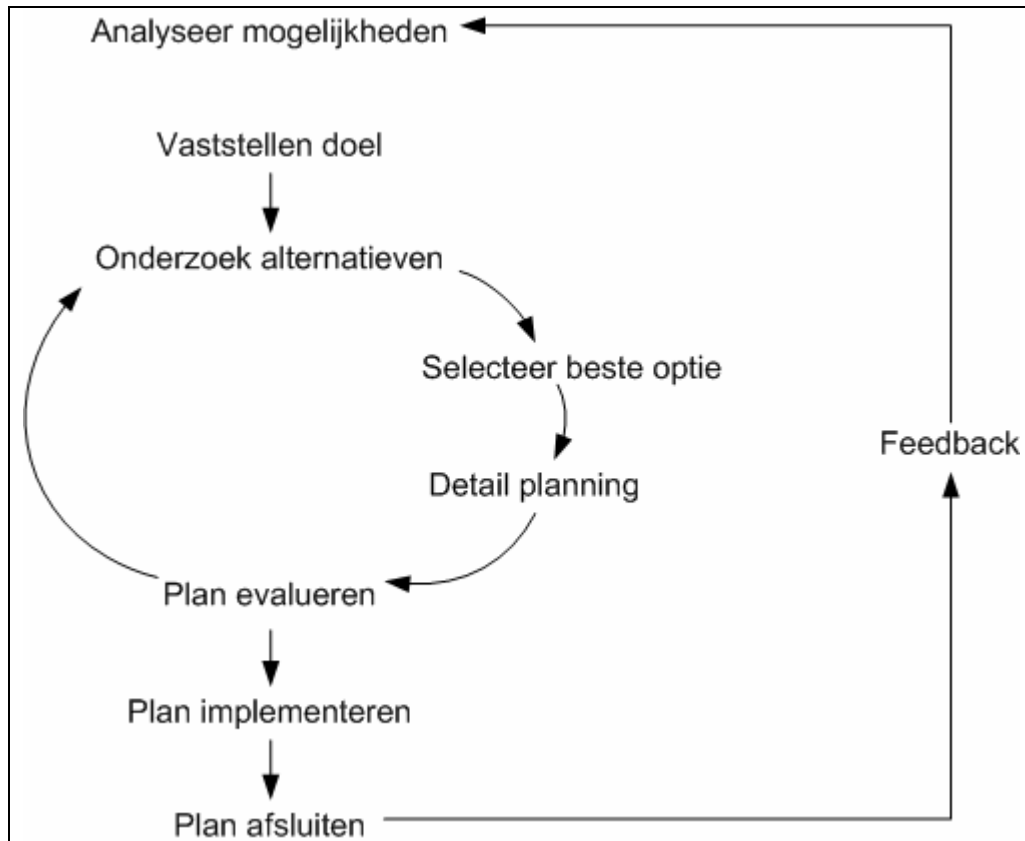 Analyseer mogelijkheden
Vaststellen doel
Onderzoek alternatieven
Selecteer beste optie
Feedback
Detail planning
Plan evalueren
Plan implementeren
Plan afsluiten